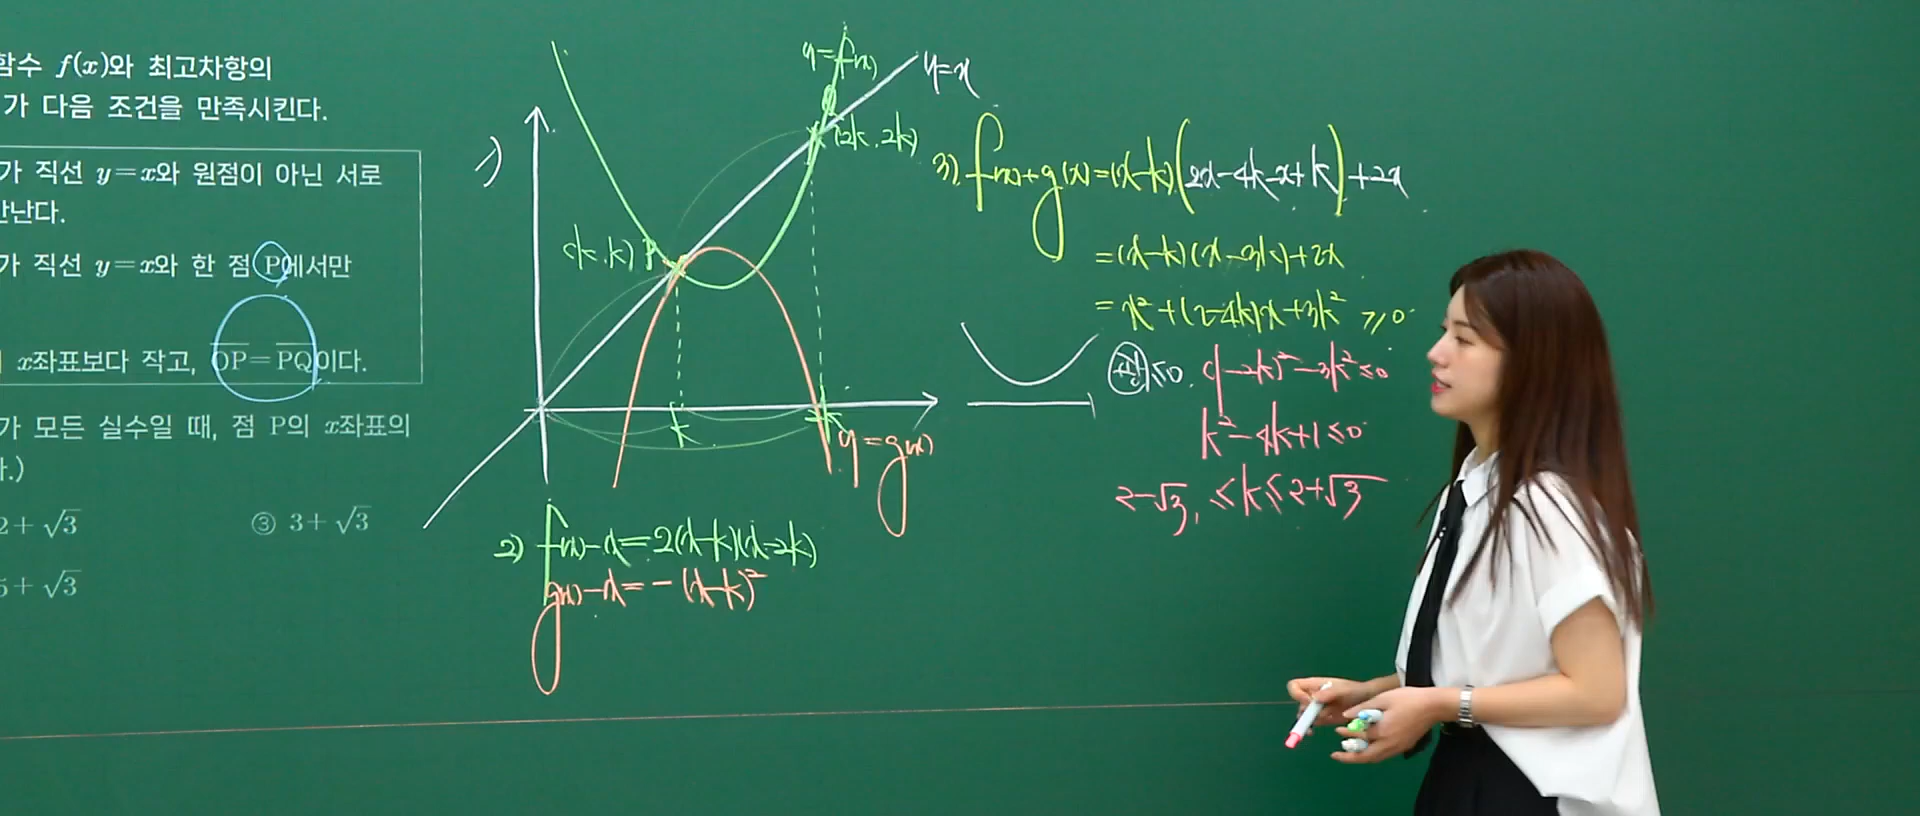 함수 f(x)와 최고차항의
가 다음 조건을 만족시킨다.
가 직선 y=x와 원점이 아닌 서로
만난다.
가 직선 y=x와 한 점 P에서만
x좌표보다 작고, OP=PQ이다.
가 모든 실수일 때, 점 P의 x좌표의
2+√3
③ 3+√3
5+√3
1)
y=f(x)
y=x
Q
(2k, 2k)
(k, k) P
k
2k
y=g(x)
2) f(x)-x=2(x-k)(x-2k)
g(x)-x=-(x-k)²
3) f(x)+g(x)=(x-k)(2x-4k-x+k)+2x
=(x-k)(x-3k)+2x
=x²+(2-4k)x+3k² ≥0
≤0. (1-2k)²-3k²≤0
k²-4k+1≤0
2-√3, ≤k≤2+√3